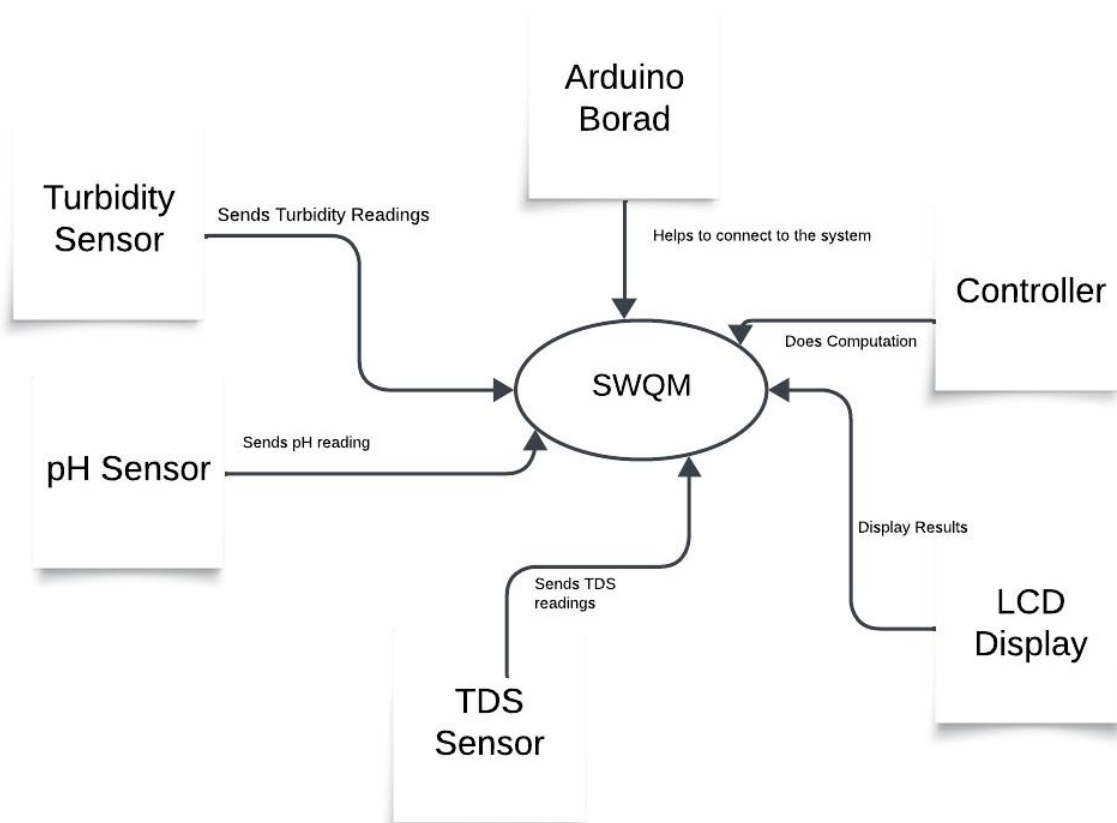 Arduino
Borad
Turbidity
Sensor
Sends Turbidity Readings
Helps to connect to the system
Controller
Does Computation
SWQM
Sends pH reading
pH Sensor
Display Results
Sends TDS
readings
LCD
Display
TDS
Sensor